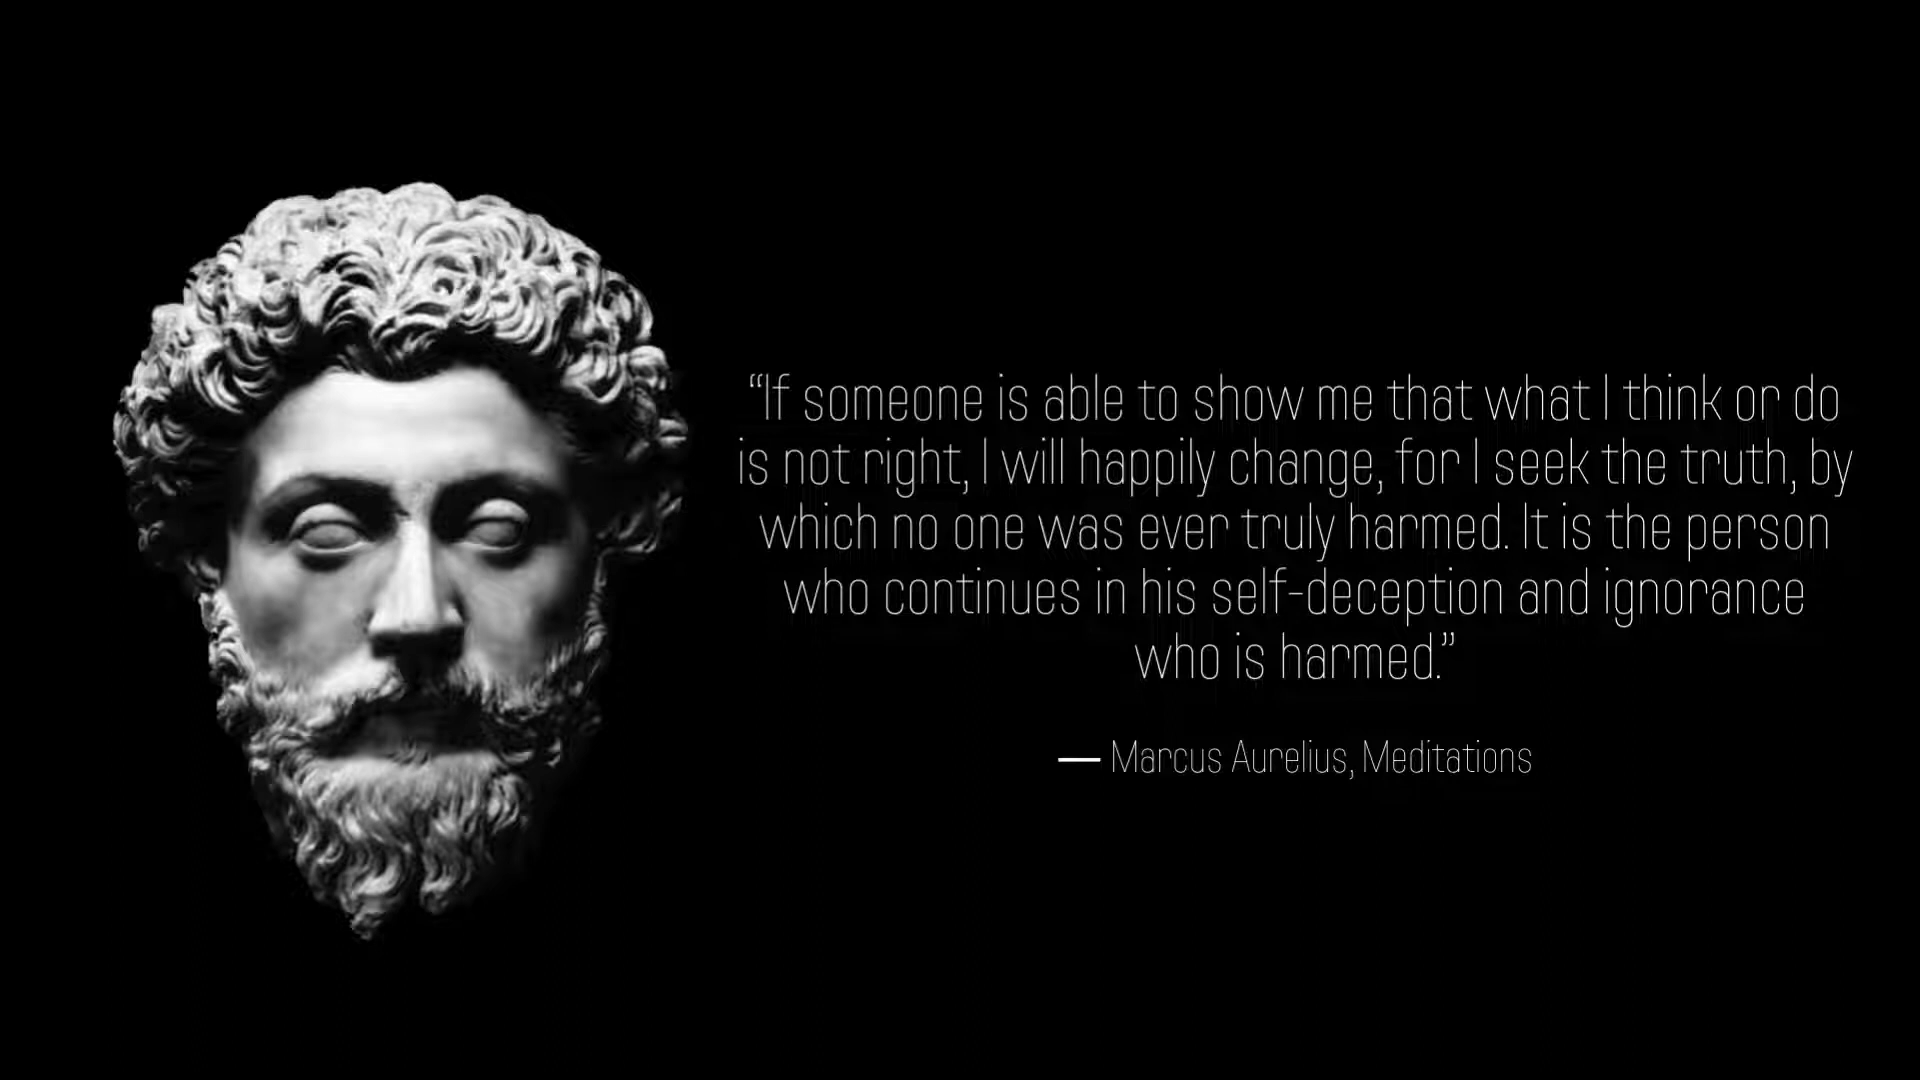 “If someone is able to show me that what I think or do
is not right, I will happily change, for I seek the truth, by
which no one was ever truly harmed. It is the person
who continues in his self-deception and ignorance
who is harmed.”
— Marcus Aurelius, Meditations